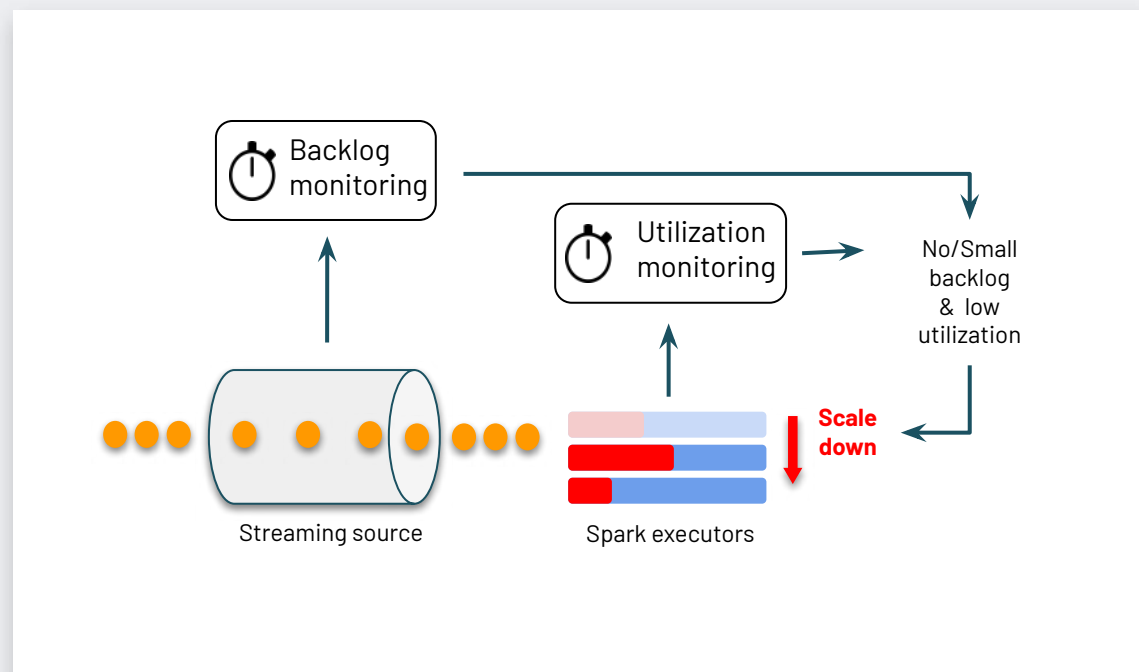 Backlog
monitoring
Utilization
monitoring
No/Small
backlog
& low
utilization
Scale
down
Streaming source
Spark executors